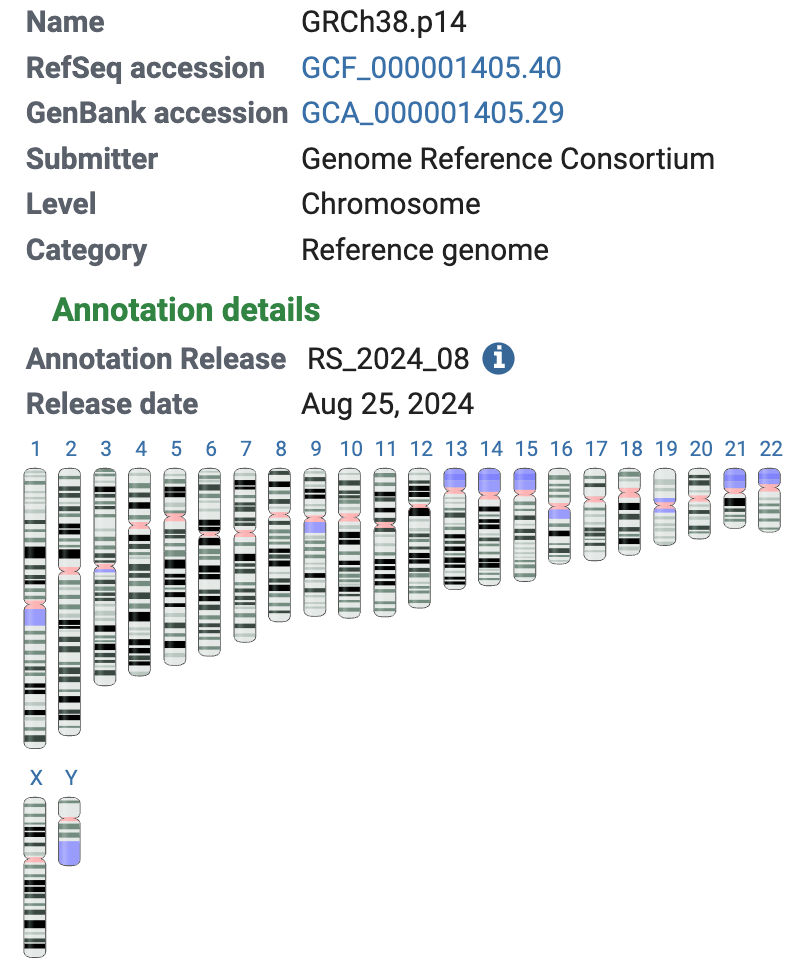 Name GRCh38.p14
RefSeq accession GCF_000001405.40
GenBank accession GCA_000001405.29
Submitter Genome Reference Consortium
Level Chromosome
Category Reference genome
Annotation details
Annotation Release RS_2024_08 i
Release date Aug 25, 2024
1 2 3 4 5 6 7 8 9 10 11 12 13 14 15 16 17 18 19 20 21 22
X Y